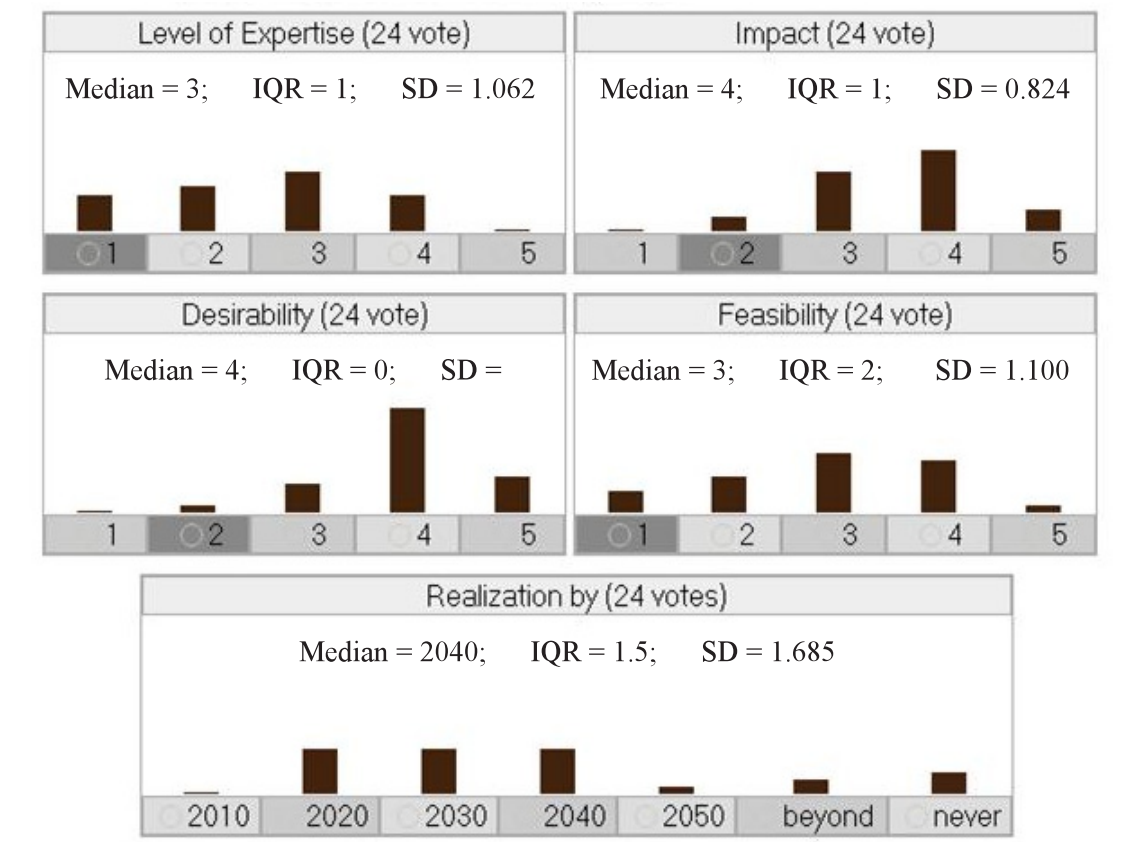 Level of Expertise (24 vote)
Median = 3; IQR = 1; SD = 1.062
1 2 3 4 5
Impact (24 vote)
Median = 4; IQR = 1; SD = 0.824
1 2 3 4 5
Desirability (24 vote)
Median = 4; IQR = 0; SD =
1 2 3 4 5
Feasibility (24 vote)
Median = 3; IQR = 2; SD = 1.100
1 2 3 4 5
Realization by (24 votes)
Median = 2040; IQR = 1.5; SD = 1.685
2010 2020 2030 2040 2050 beyond never